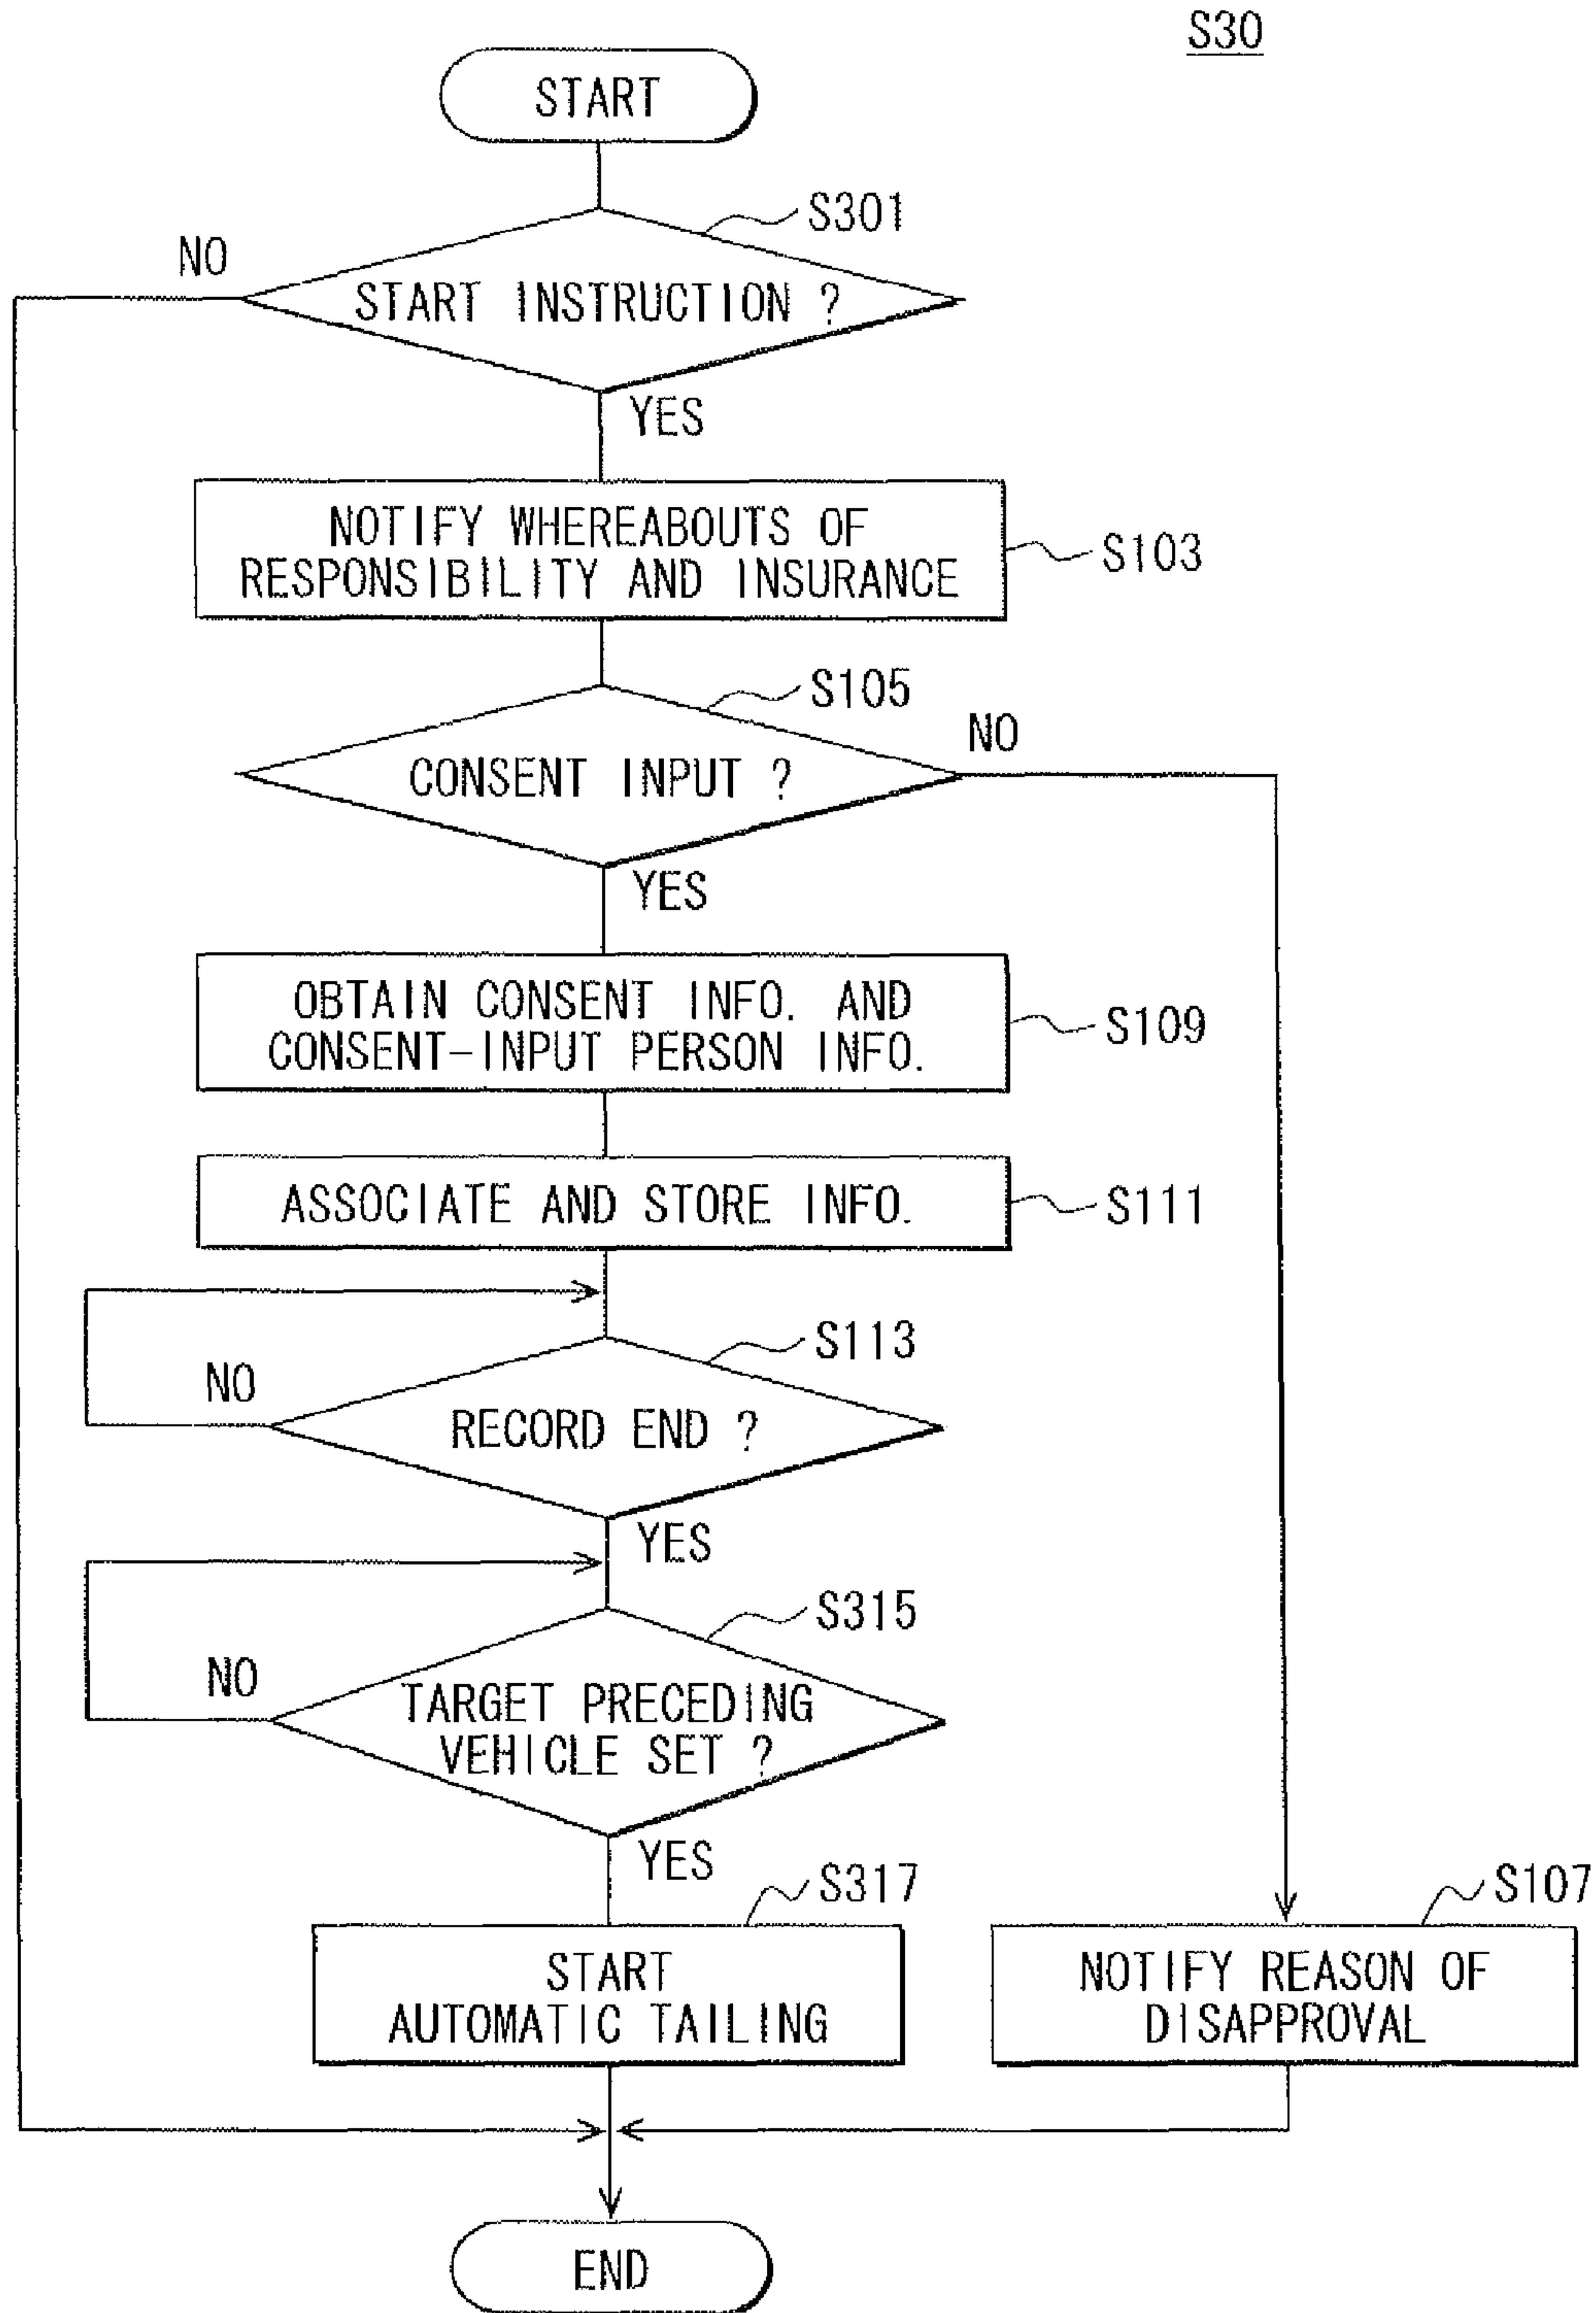 S30
START
S301
NO
START INSTRUCTION ?
YES
NOTIFY WHEREABOUTS OF
RESPONSIBILITY AND INSURANCE
S103
S105
NO
CONSENT INPUT ?
YES
OBTAIN CONSENT INFO. AND
CONSENT-INPUT PERSON INFO.
S109
ASSOCIATE AND STORE INFO.
S111
S113
NO
RECORD END ?
YES
S315
NO
TARGET PRECEDING
VEHICLE SET ?
YES
S317
START
AUTOMATIC TAILING
S107
NOTIFY REASON OF
DISAPPROVAL
END